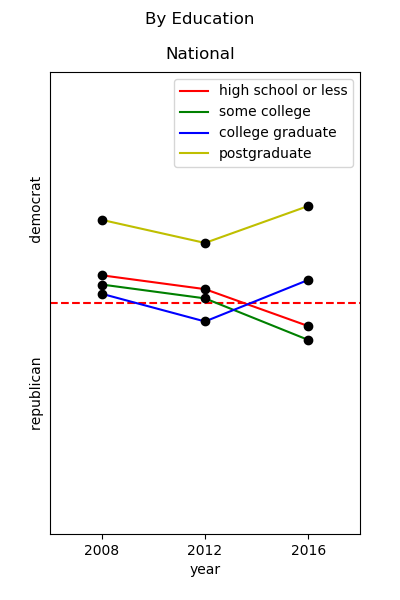 By Education
National
high school or less
some college
college graduate
postgraduate
democrat
republican
2008 2012 2016
year